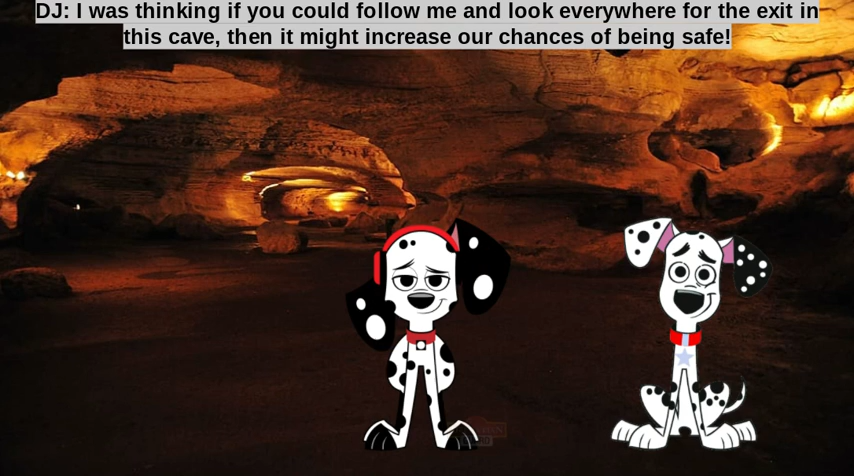 DJ: I was thinking if you could follow me and look everywhere for the exit in
this cave, then it might increase our chances of being safe!